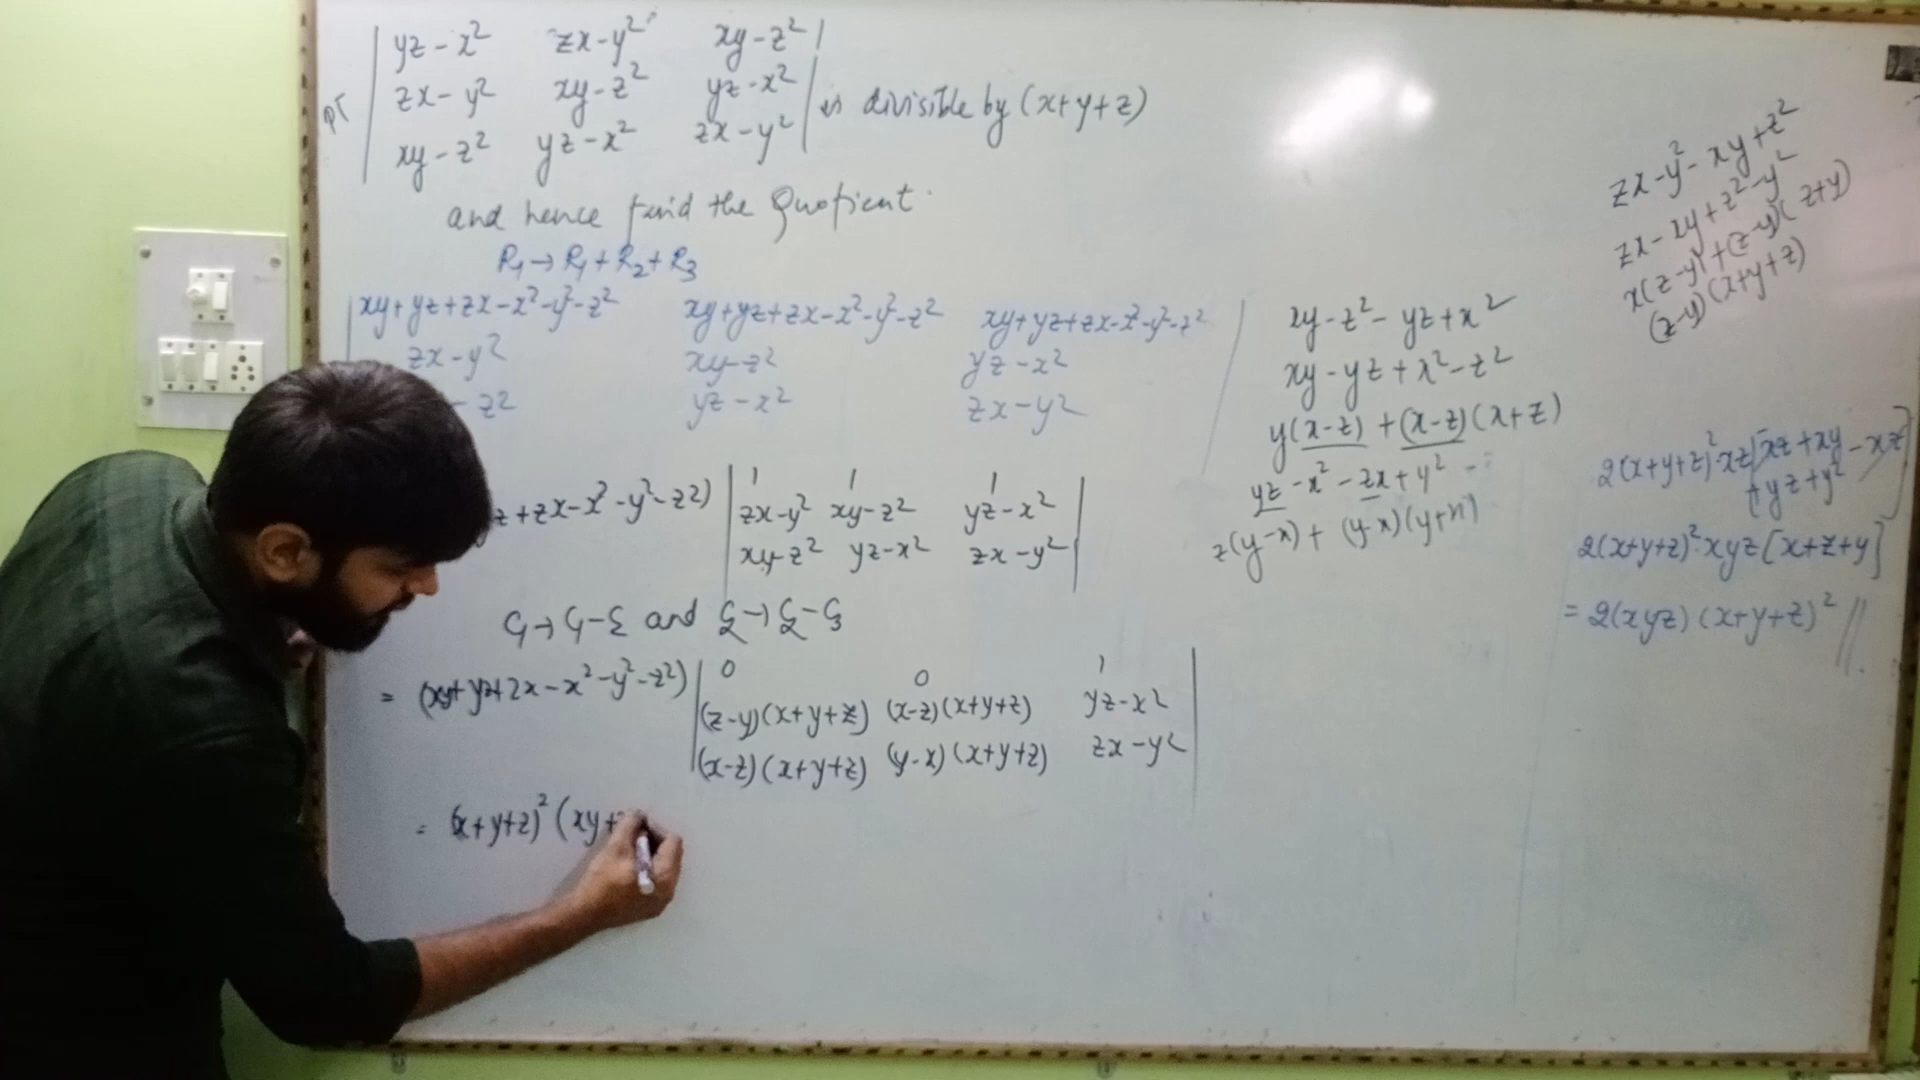 PT | yz - x² zx - y² xy - z² |
| zx - y² xy - z² yz - x² | is divisible by (x+y+z)
| xy - z² yz - x² zx - y² |
and hence find the Quotient.
R₁ → R₁ + R₂ + R₃
| xy+yz+zx-x²-y²-z² xy+yz+zx-x²-y²-z² xy+yz+zx-x²-y²-z² |
zx - y² xy - z² yz - x²
- z² yz - x² zx - y²
z + zx - x² - y² - z²) | 1 1 1 |
| zx - y² xy - z² yz - x² |
| xy - z² yz - x² zx - y² |
C₁ → C₁ - C₂ and C₂ → C₂ - C₃
= (xy + yz + zx - x² - y² - z²) | 0 0 1 |
| (z-y)(x+y+z) (x-z)(x+y+z) yz - x² |
| (x-z)(x+y+z) (y-x)(x+y+z) zx - y² |
= (x+y+z)² (xy+
xy - z² - yz + x²
xy - yz + x² - z²
y(x-z) + (x-z)(x+z)
yz - x² - zx + y²
z(y-x) + (y-x)(y+x)
zx - y² - xy + z²
zx - xy + z² - y²
x(z-y) + (z-y)(z+y)
(z-y)(x+y+z)
2(x+y+z)² xz [xz + xy - xz
+ yz + y²]
2(x+y+z)² xyz [x+z+y]
= 2(xyz) (x+y+z)² //